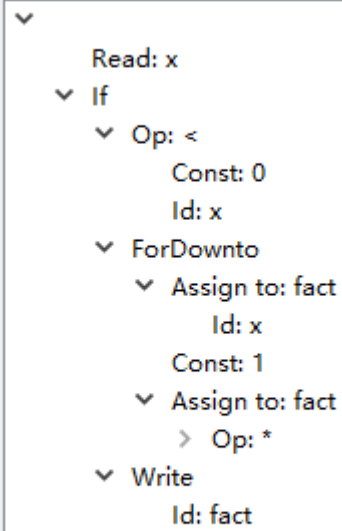 Read: x
If
Op: <
Const: 0
Id: x
ForDownto
Assign to: fact
Id: x
Const: 1
Assign to: fact
Op: *
Write
Id: fact